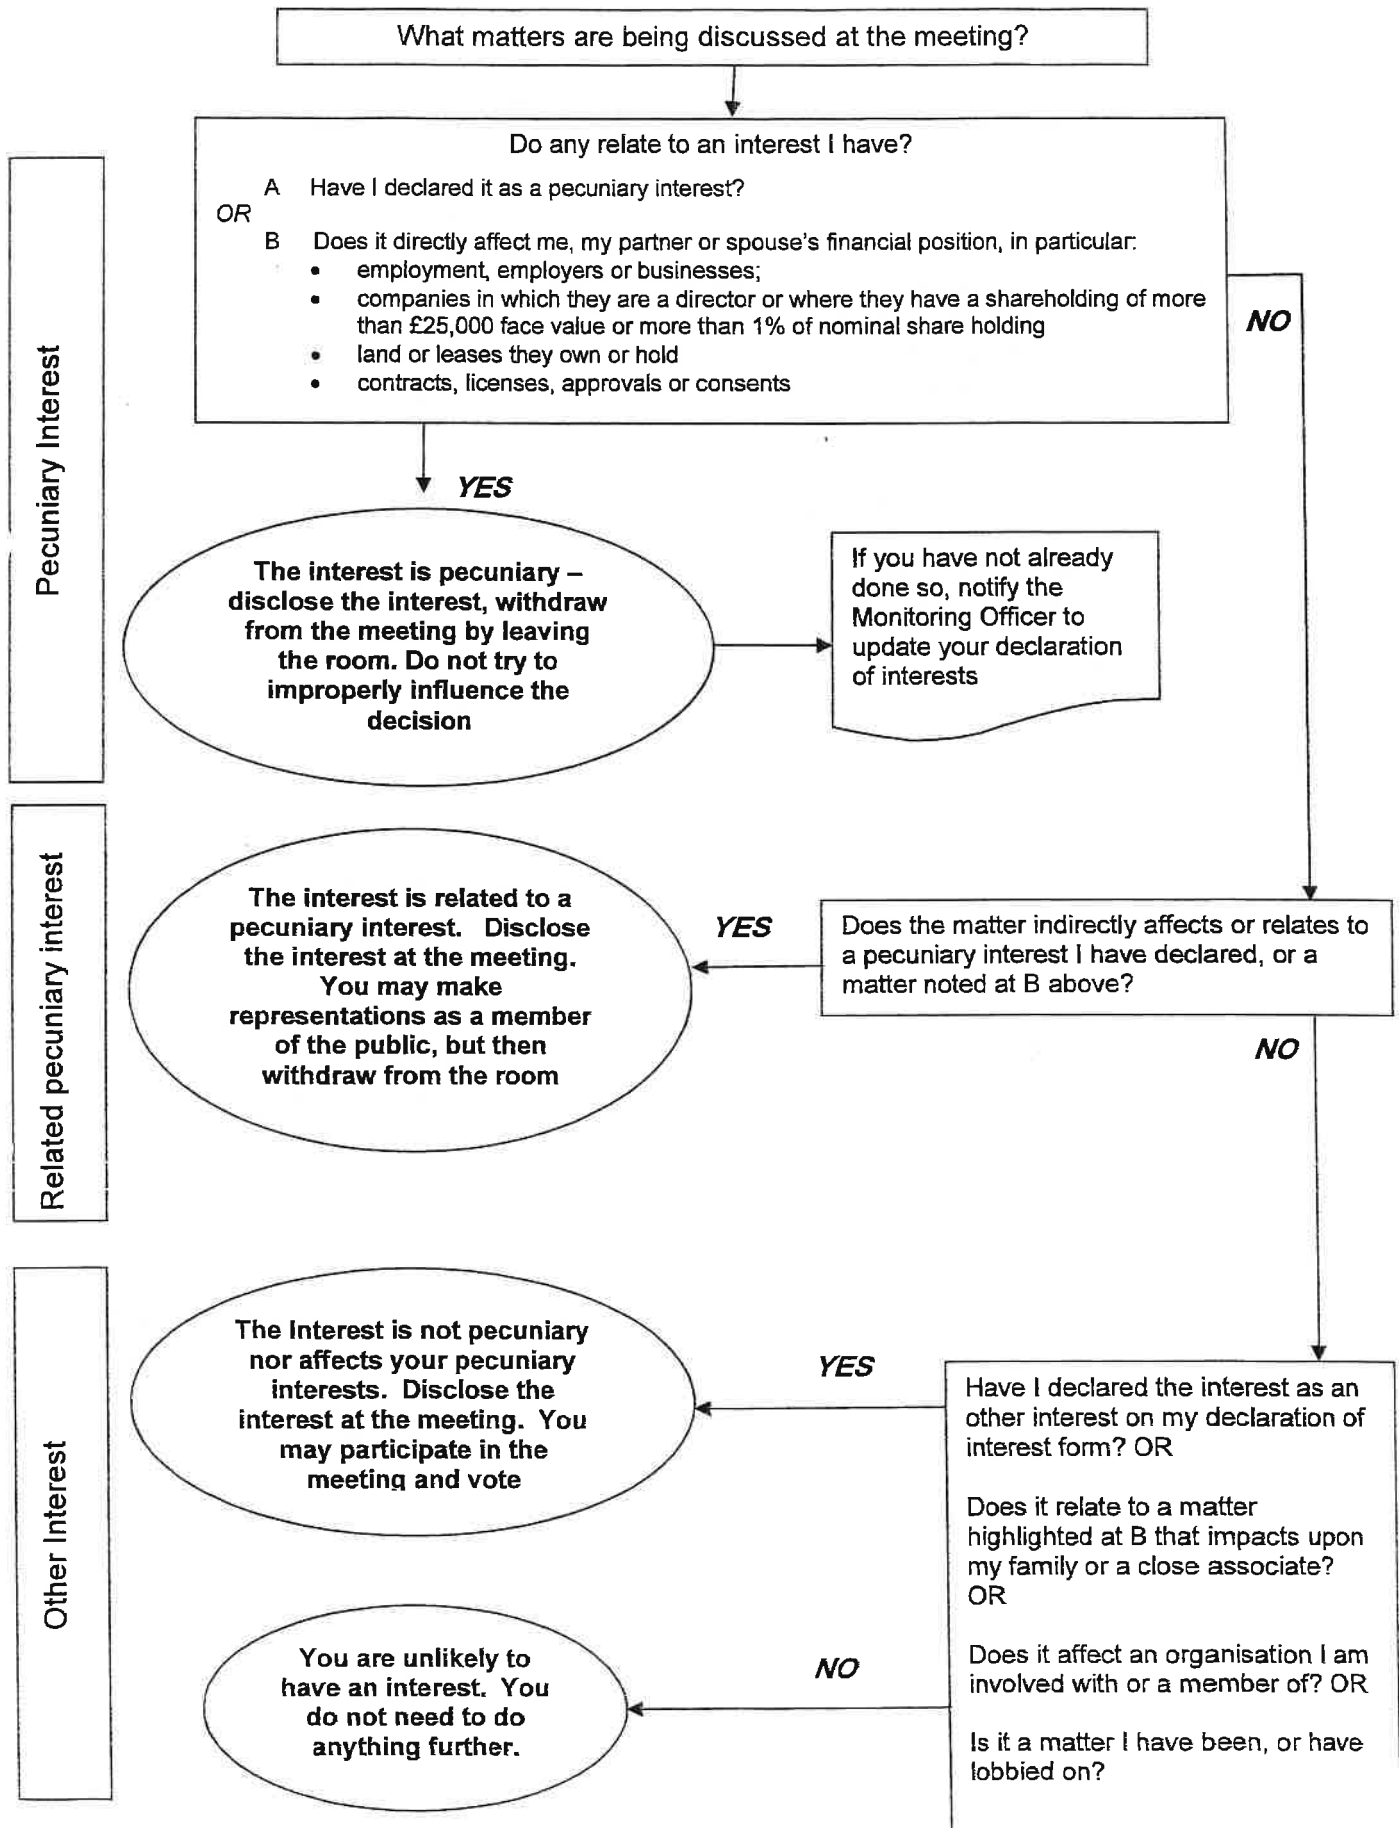 What matters are being discussed at the meeting?
Do any relate to an interest I have?
A Have I declared it as a pecuniary interest?
OR
B Does it directly affect me, my partner or spouse's financial position, in particular:
• employment, employers or businesses;
• companies in which they are a director or where they have a shareholding of more
than £25,000 face value or more than 1% of nominal share holding
• land or leases they own or hold
• contracts, licenses, approvals or consents
NO
Pecuniary Interest
YES
The interest is pecuniary –
disclose the interest, withdraw
from the meeting by leaving
the room. Do not try to
improperly influence the
decision
If you have not already
done so, notify the
Monitoring Officer to
update your declaration
of interests
Related pecuniary interest
The interest is related to a
pecuniary interest. Disclose
the interest at the meeting.
You may make
representations as a member
of the public, but then
withdraw from the room
YES
Does the matter indirectly affects or relates to
a pecuniary interest I have declared, or a
matter noted at B above?
NO
Other Interest
The Interest is not pecuniary
nor affects your pecuniary
interests. Disclose the
interest at the meeting. You
may participate in the
meeting and vote
YES
Have I declared the interest as an
other interest on my declaration of
interest form? OR
Does it relate to a matter
highlighted at B that impacts upon
my family or a close associate?
OR
Does it affect an organisation I am
involved with or a member of? OR
Is it a matter I have been, or have
lobbied on?
NO
You are unlikely to
have an interest. You
do not need to do
anything further.